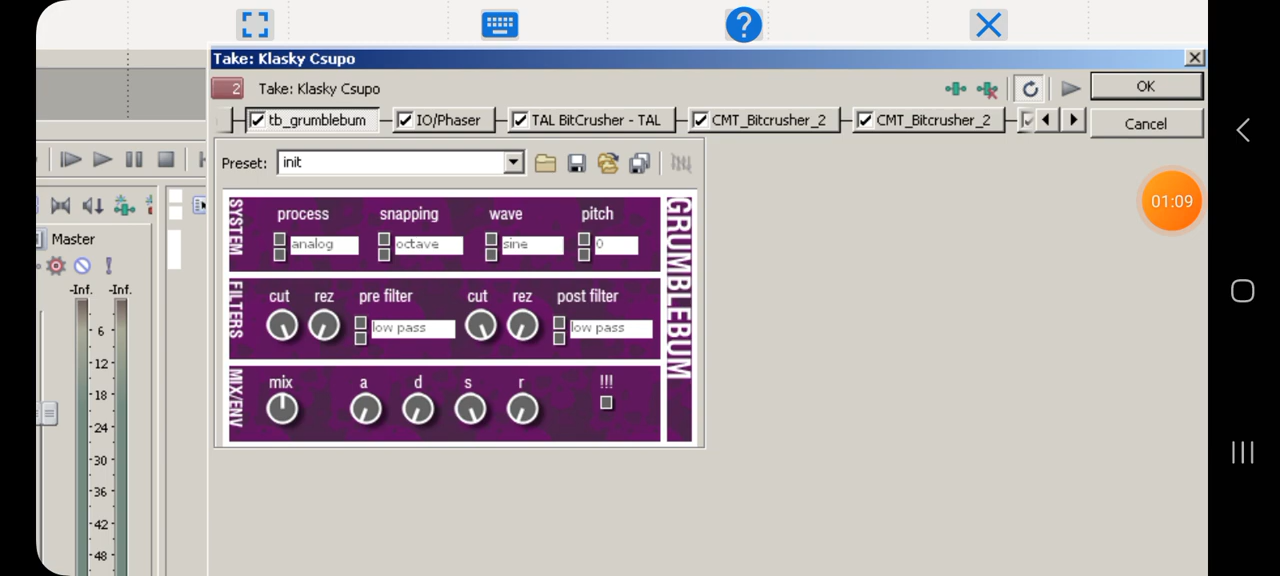 Take: Klasky Csupo
2 Take: Klasky Csupo
OK
tb_grumblebum IO/Phaser TAL BitCrusher - TAL CMT_Bitcrusher_2 CMT_Bitcrusher_2
Cancel
Preset: init
01:09
SYSTEM
process snapping wave pitch
analog octave sine 0
GRUMBLEBUM
FILTERS
cut rez pre filter cut rez post filter
low pass low pass
MIX/ENV
mix a d s r !!!
Master
-Inf. -Inf.
6
12
18
24
30
36
42
48